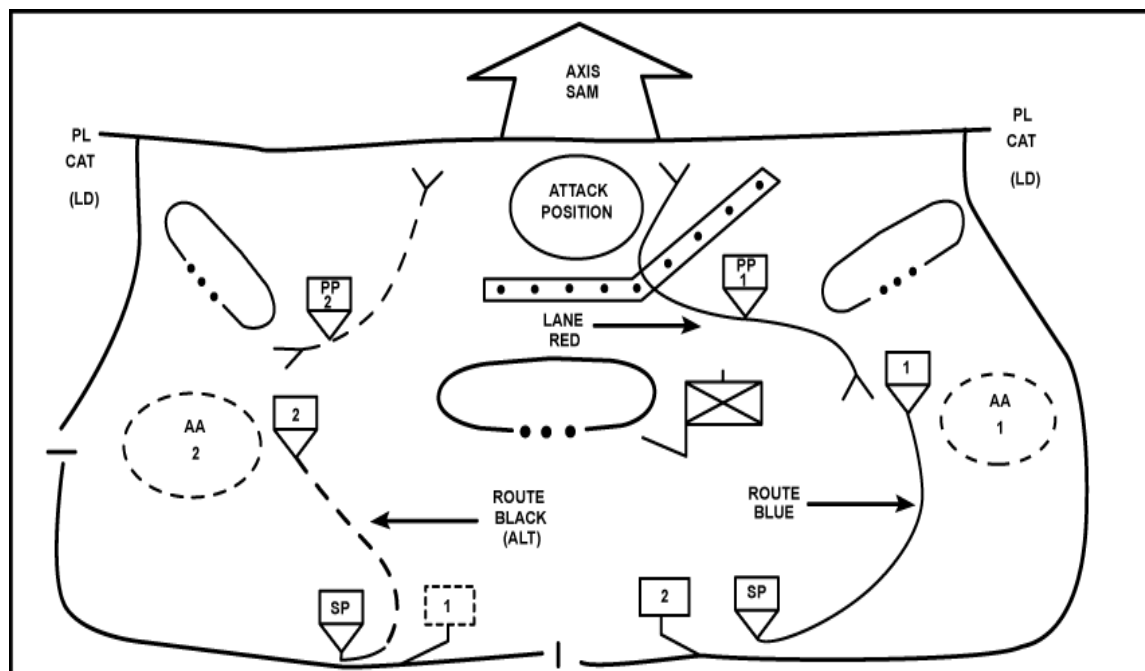 AXIS
SAM
PL
CAT
(LD)
PL
CAT
(LD)
ATTACK
POSITION
PP
2
PP
1
LANE
RED
1
2
AA
2
AA
1
ROUTE
BLACK
(ALT)
ROUTE
BLUE
SP
1
2
SP
I
I